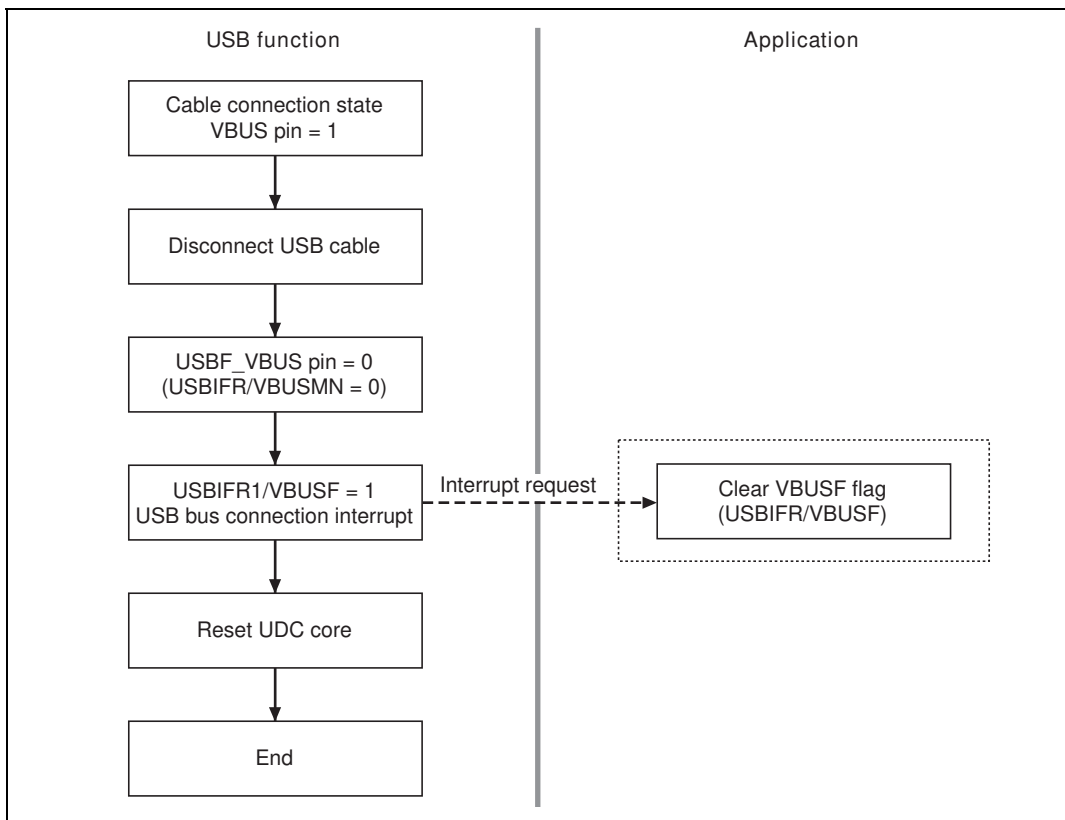 USB function
Application
Cable connection state
VBUS pin = 1
Disconnect USB cable
USBF_VBUS pin = 0
(USBIFR/VBUSMN = 0)
USBIFR1/VBUSF = 1
USB bus connection interrupt
Interrupt request
Clear VBUSF flag
(USBIFR/VBUSF)
Reset UDC core
End